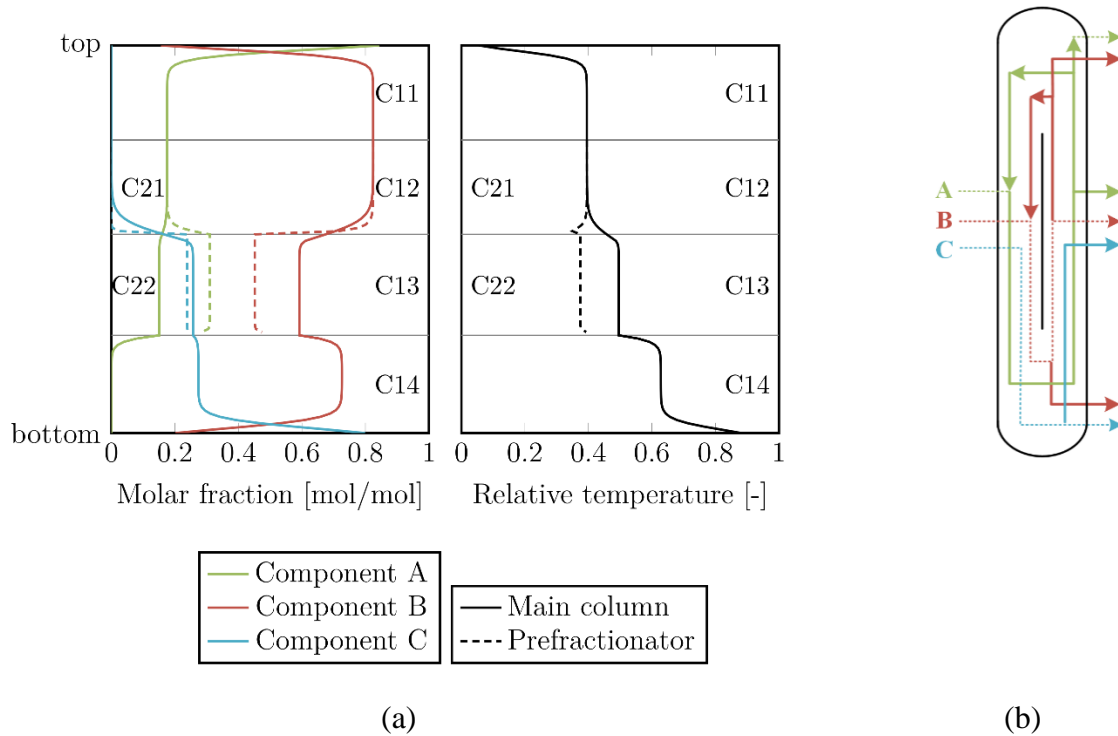 top
bottom
C11
C21
C12
C22
C13
C14
0 0.2 0.4 0.6 0.8 1
Molar fraction [mol/mol]
C11
C21
C12
C22
C13
C14
0 0.2 0.4 0.6 0.8 1
Relative temperature [-]
Component A
Component B
Component C
Main column
Prefractionator
A
B
C
(a)
(b)